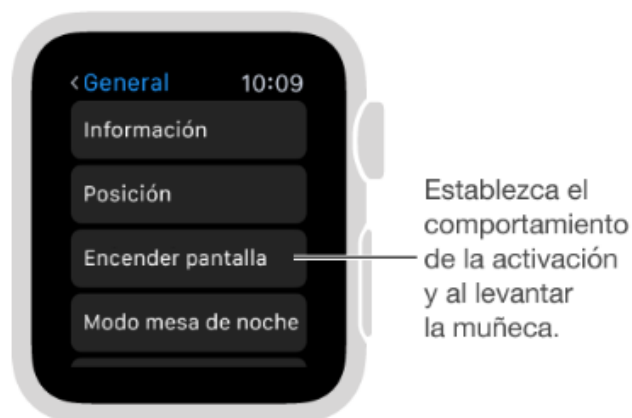 <General 10:09
Información
Posición
Encender pantalla
Modo mesa de noche
Establezca el
comportamiento
de la activación
y al levantar
la muñeca.